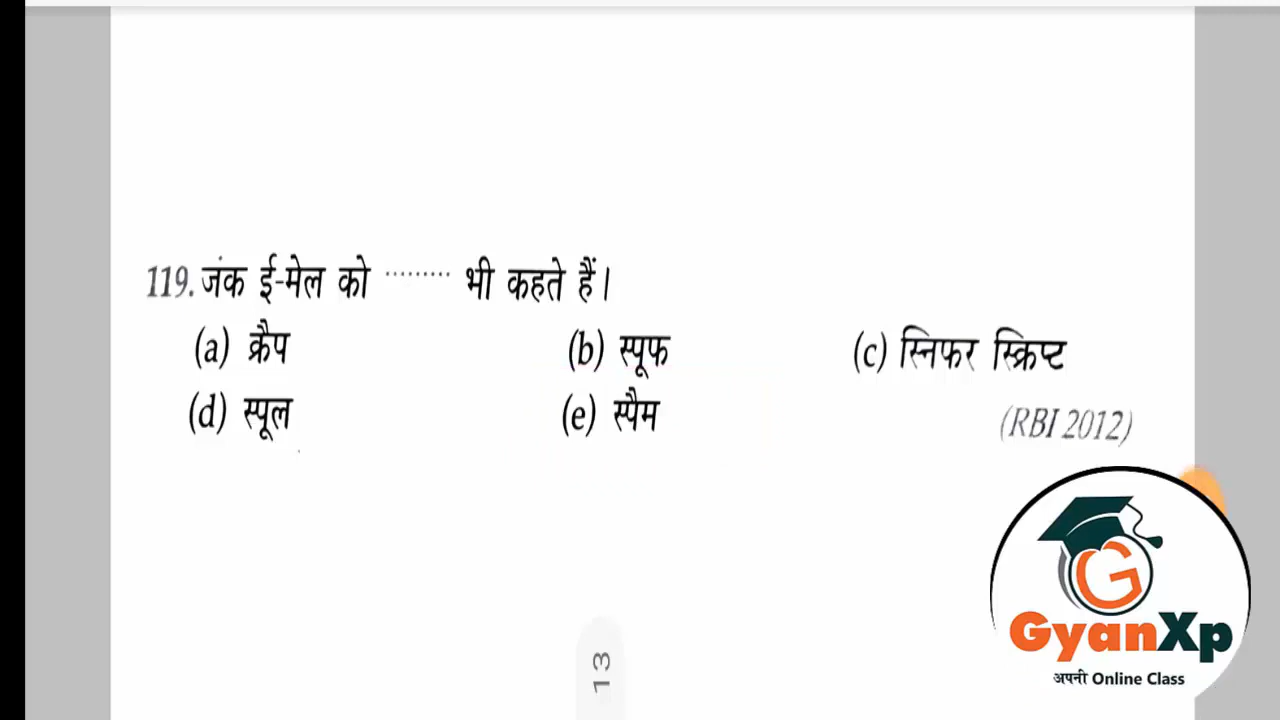 119. जंक ई-मेल को ......... भी कहते हैं।
(a) क्रैप (b) स्पूफ (c) स्निफर स्क्रिप्ट
(d) स्पूल (e) स्पैम
(RBI 2012)
G
GyanXp
अपनी Online Class
13